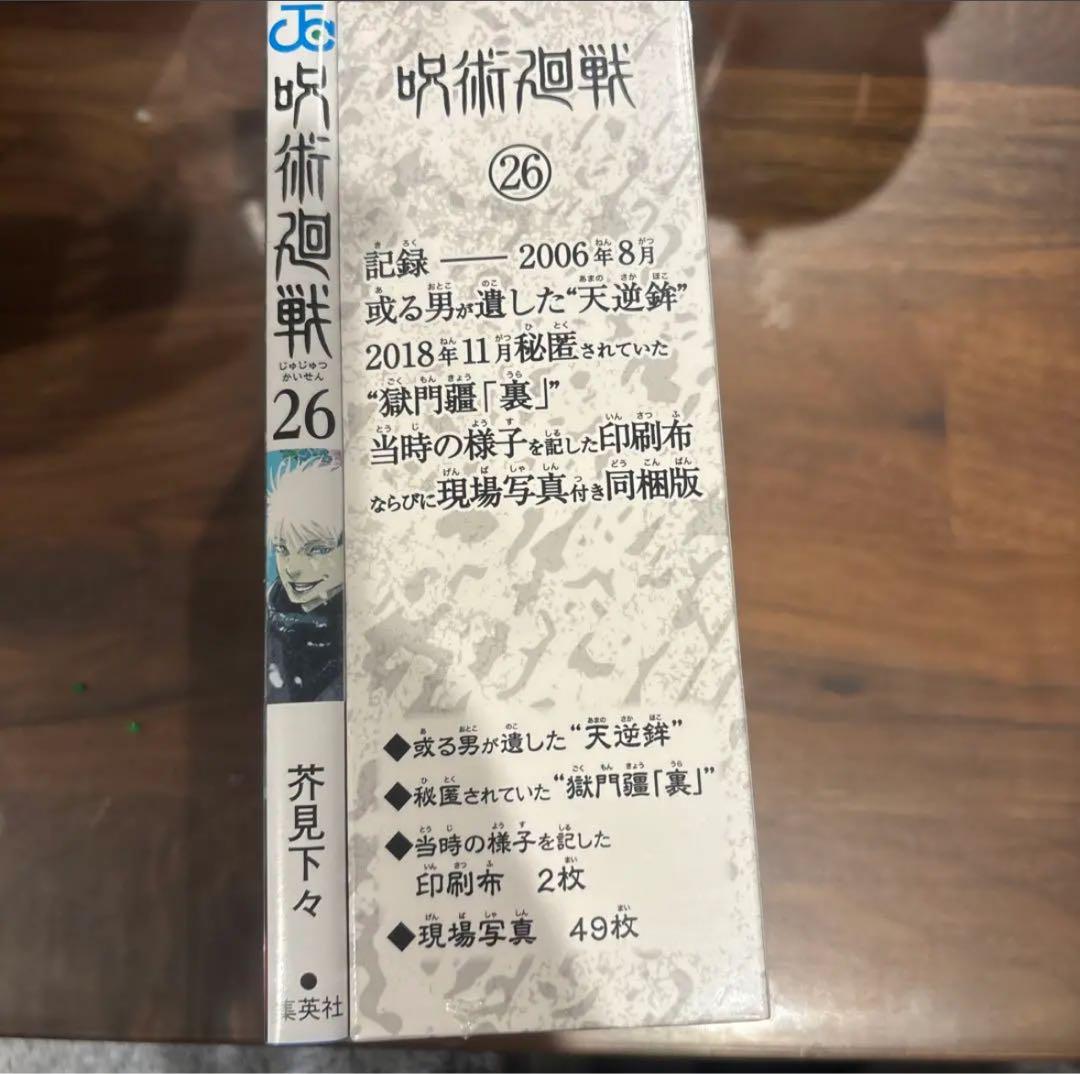 JC
呪術廻戦
じゅじゅつ
かいせん
26
芥見下々
●
集英社
呪術廻戦
㉖
記録 ── 2006年8月
或る男が遺した“天逆鉾”
2018年11月秘匿されていた
“獄門疆「裏」”
当時の様子を記した印刷布
ならびに現場写真付き同梱版
◆或る男が遺した“天逆鉾”
◆秘匿されていた“獄門疆「裏」”
◆当時の様子を記した
印刷布 2枚
◆現場写真 49枚